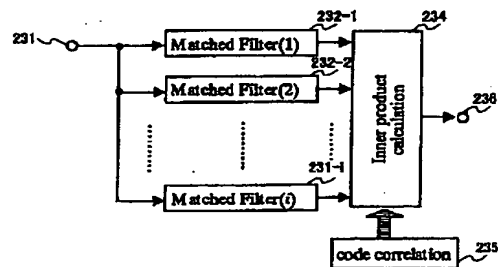 232-1
234
231
Matched Filter(1)
232-2
Matched Filter(2)
236
Inner product
calculation
231-i
Matched Filter(i)
code correlation
235